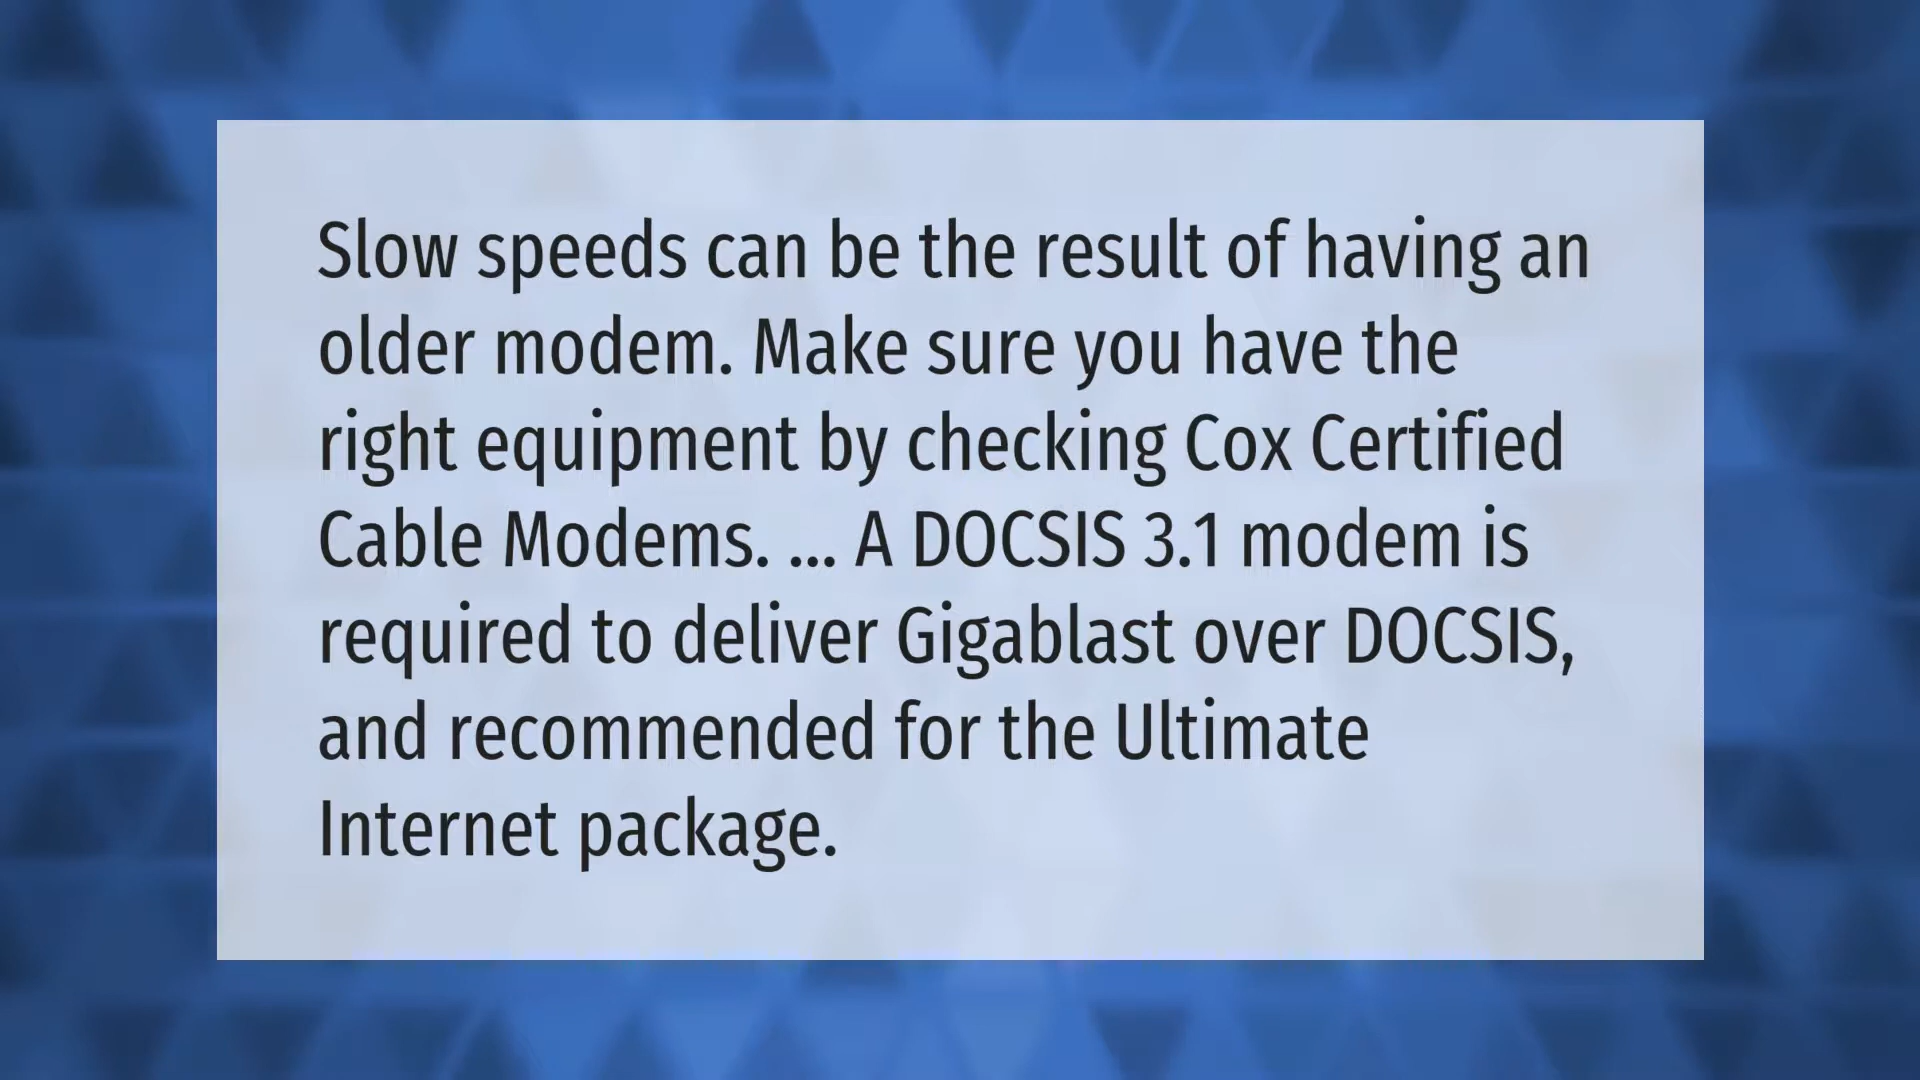 Slow speeds can be the result of having an
older modem. Make sure you have the
right equipment by checking Cox Certified
Cable Modems. ... A DOCSIS 3.1 modem is
required to deliver Gigablast over DOCSIS,
and recommended for the Ultimate
Internet package.